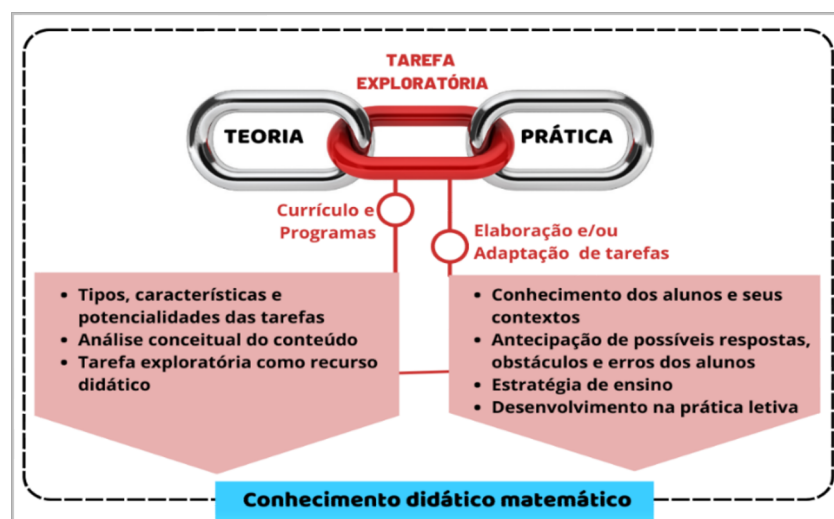 TAREFA
EXPLORATÓRIA
TEORIA
PRÁTICA
Currículo e
Programas
Elaboração e/ou
Adaptação de tarefas
• Tipos, características e
potencialidades das tarefas
• Análise conceitual do conteúdo
• Tarefa exploratória como recurso
didático
• Conhecimento dos alunos e seus
contextos
• Antecipação de possíveis respostas,
obstáculos e erros dos alunos
• Estratégia de ensino
• Desenvolvimento na prática letiva
Conhecimento didático matemático